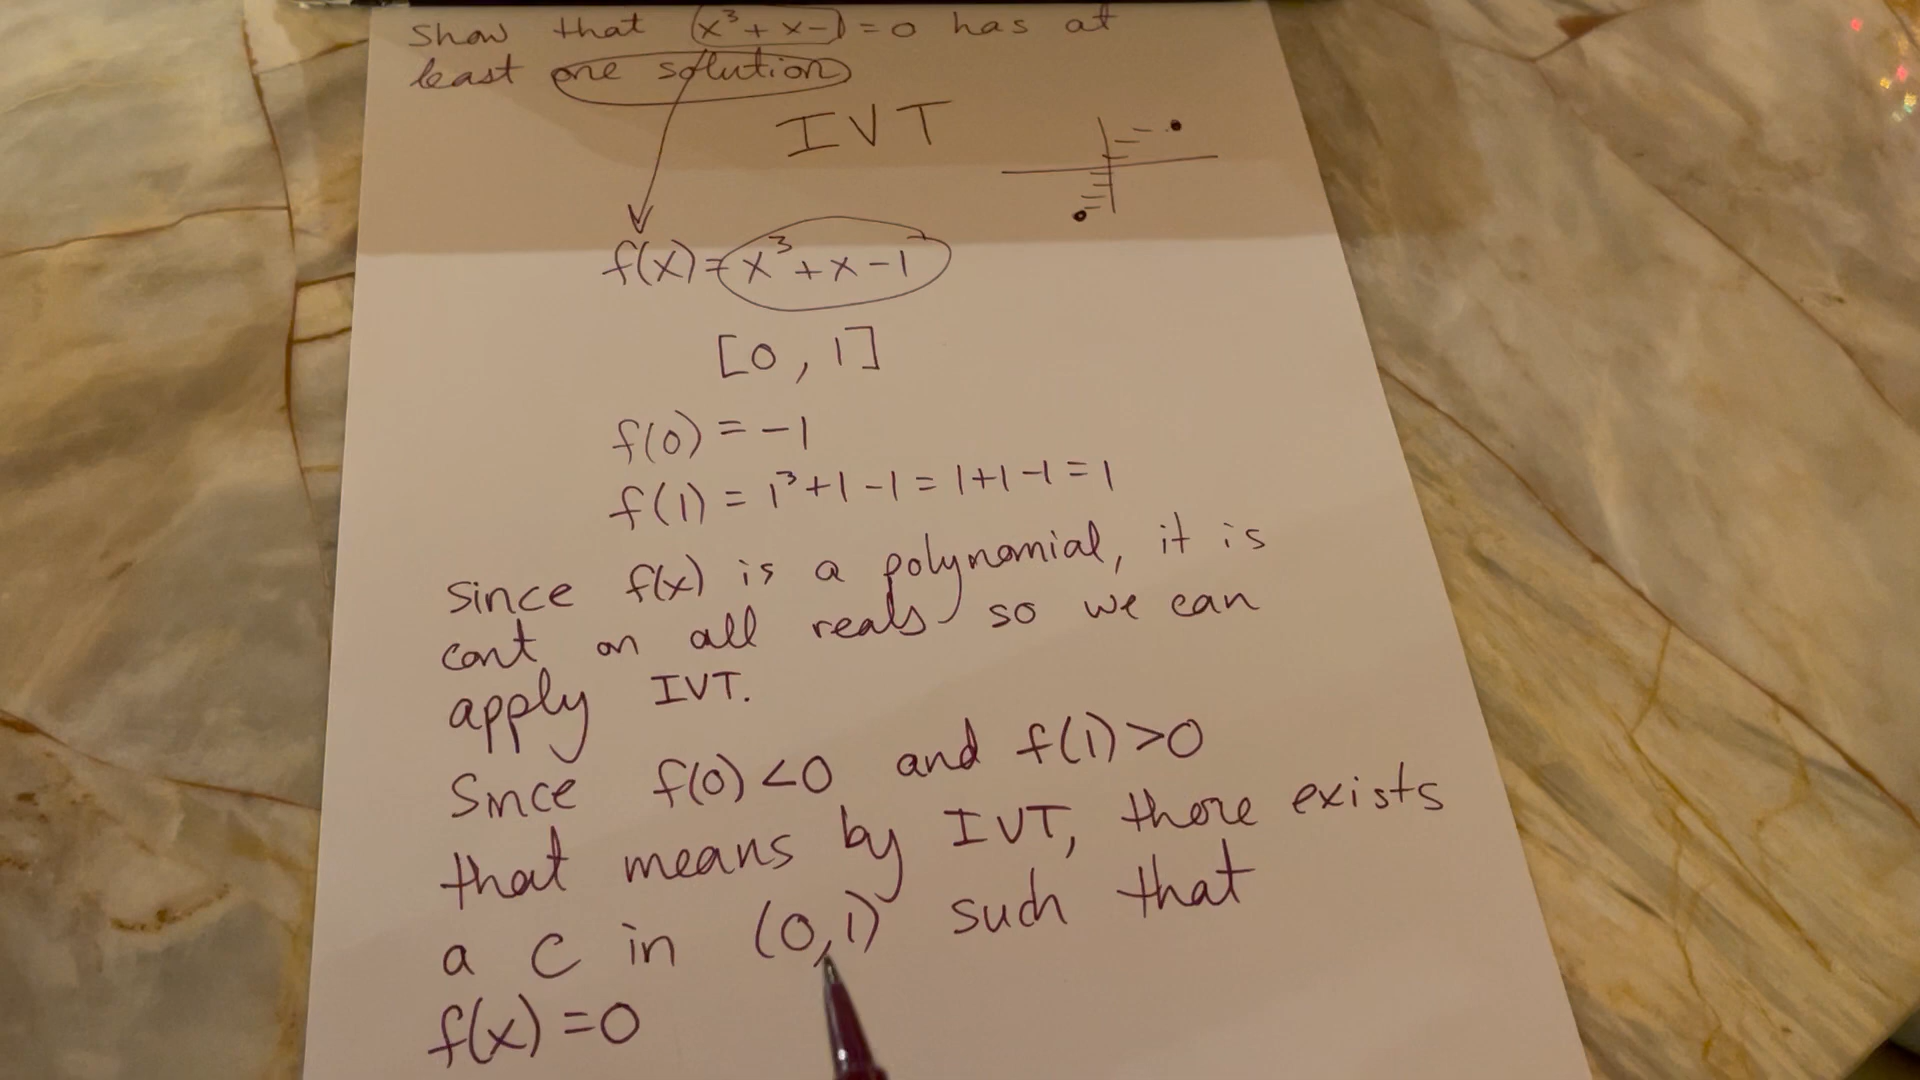 Show that (x³+x-1)=0 has at
least one solution
IVT
f(x)=x³+x-1
[0,1]
f(0)=-1
f(1)=1³+1-1=1+1-1=1
Since f(x) is a polynomial, it is
cont on all reals so we can
apply IVT.
Since f(0)<0 and f(1)>0
that means by IVT, there exists
a c in (0,1) such that
f(x)=0